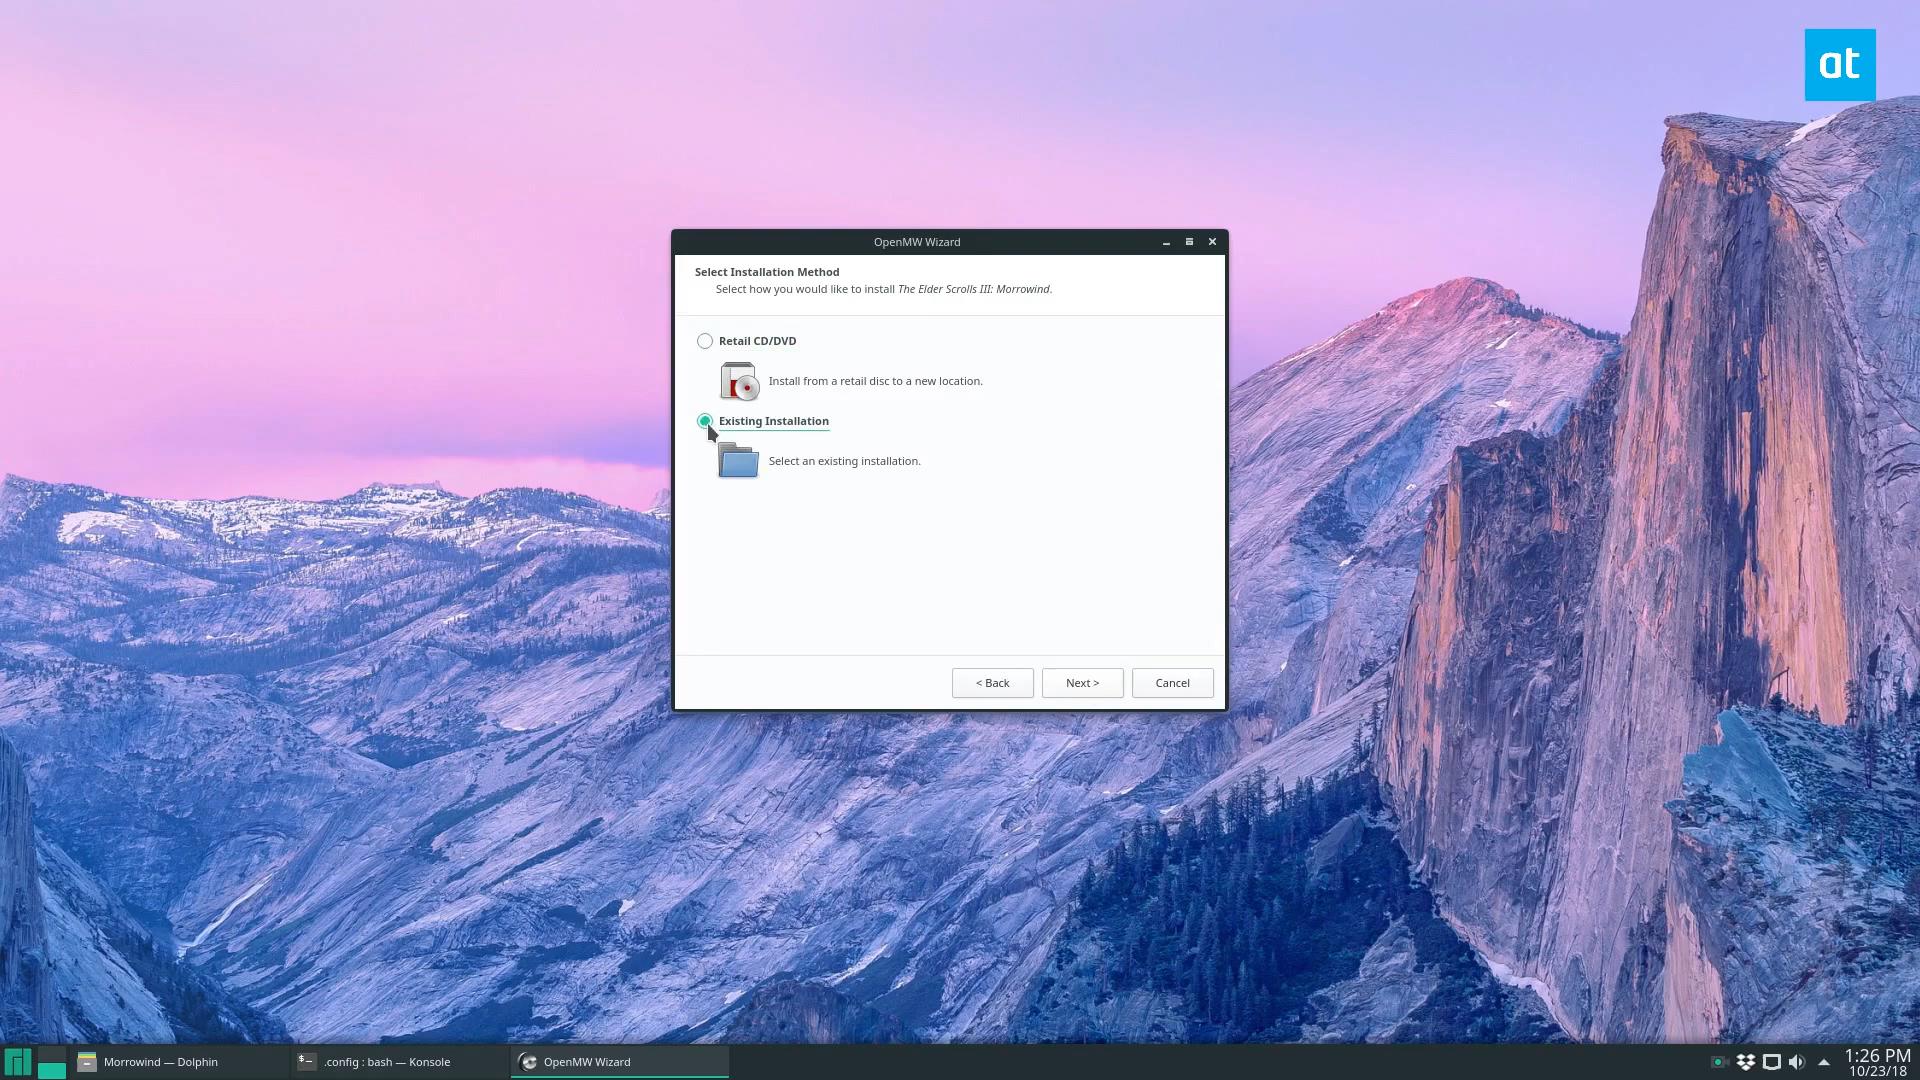 at
OpenMW Wizard
Select Installation Method
Select how you would like to install The Elder Scrolls III: Morrowind.
Retail CD/DVD
Install from a retail disc to a new location.
Existing Installation
Select an existing installation.
< Back
Next >
Cancel
Morrowind — Dolphin
.config : bash — Konsole
OpenMW Wizard
1:26 PM
10/23/18